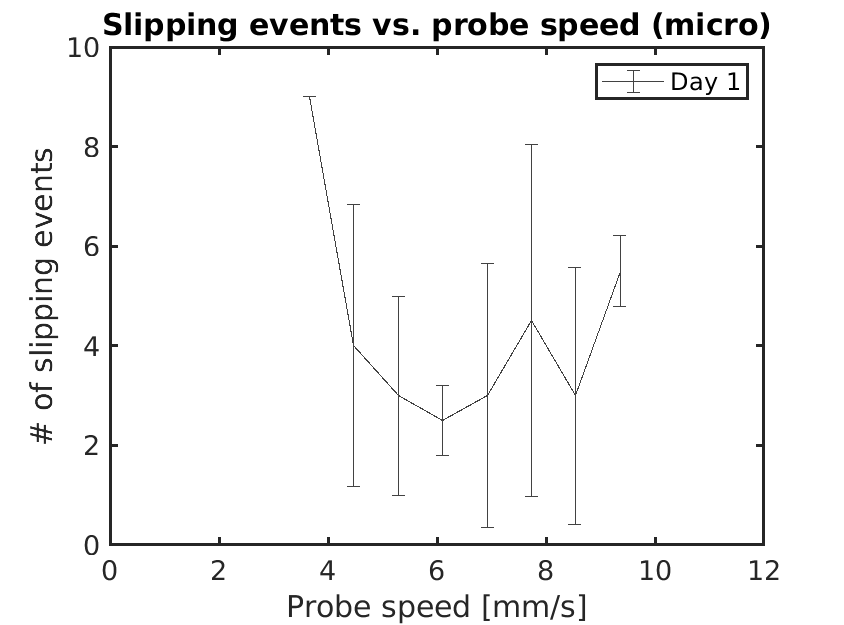 Slipping events vs. probe speed (micro)
Day 1
10
8
6
4
2
0
# of slipping events
0 2 4 6 8 10 12
Probe speed [mm/s]